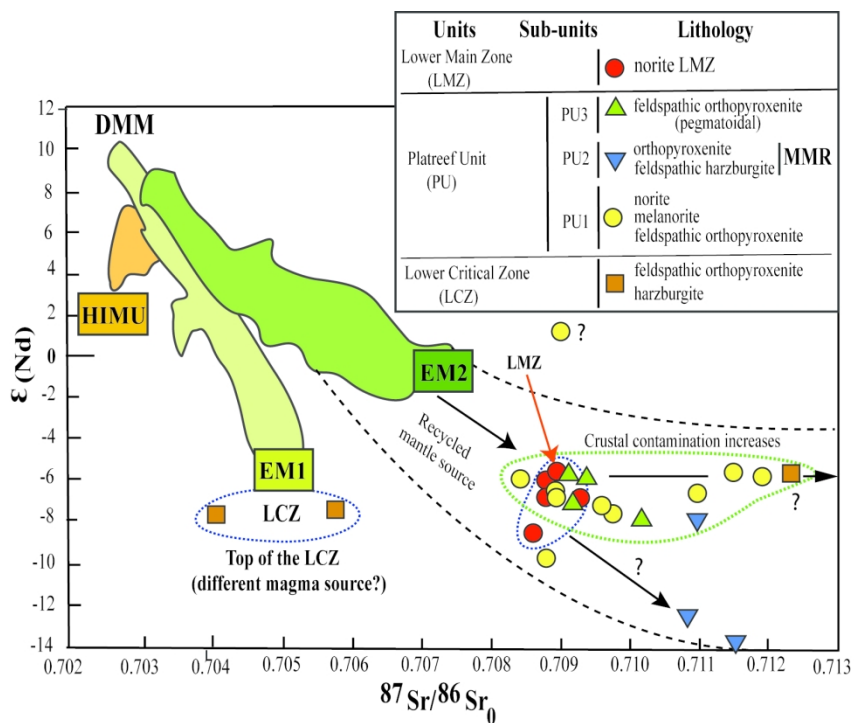 Units Sub-units Lithology
Lower Main Zone
(LMZ)
norite LMZ
Platreef Unit
(PU)
PU3
feldspathic orthopyroxenite
(pegmatoidal)
PU2
orthopyroxenite
feldspathic harzburgite
MMR
PU1
norite
melanorite
feldspathic orthopyroxenite
Lower Critical Zone
(LCZ)
feldspathic orthopyroxenite
harzburgite
12
10
8
6
4
2
0
-2
-4
-6
-8
-10
-12
-14
ε(Nd)
DMM
HIMU
EM2
EM1
?
LMZ
Recycled
mantle source
Crustal contamination increases
?
?
LCZ
Top of the LCZ
(different magma source?)
0.702 0.703 0.704 0.705 0.706 0.707 0.708 0.709 0.710 0.711 0.712 0.713
87Sr/86Sr0